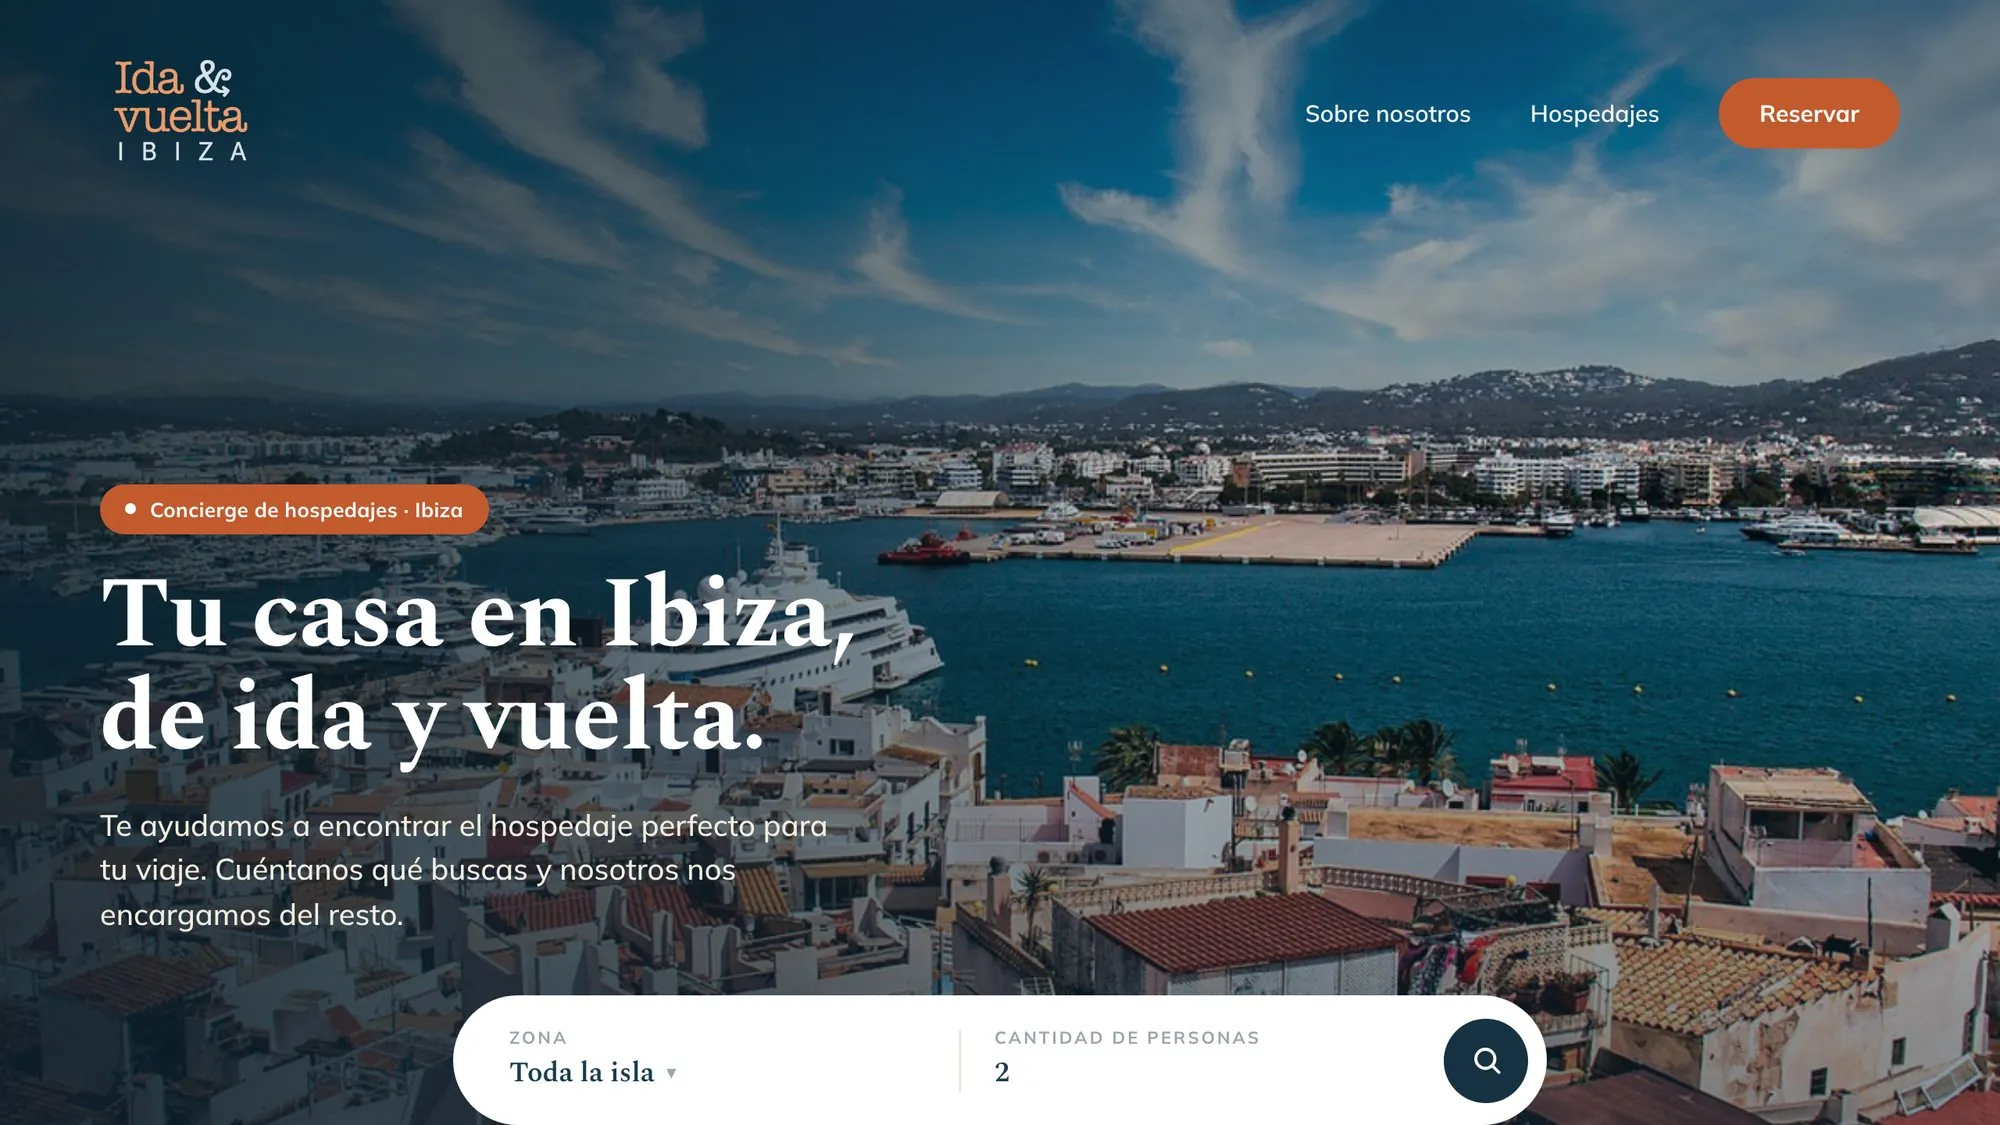 Ida &
vuelta
IBIZA
Sobre nosotros
Hospedajes
Reservar
Concierge de hospedajes · Ibiza
Tu casa en Ibiza,
de ida y vuelta.
Te ayudamos a encontrar el hospedaje perfecto para
tu viaje. Cuéntanos qué buscas y nosotros nos
encargamos del resto.
ZONA
Toda la isla ▾
CANTIDAD DE PERSONAS
2